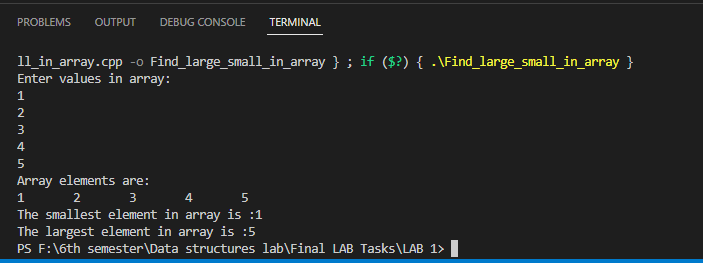 PROBLEMS OUTPUT DEBUG CONSOLE TERMINAL
ll_in_array.cpp -o Find_large_small_in_array } ; if ($?) { .\Find_large_small_in_array }
Enter values in array:
1
2
3
4
5
Array elements are:
1 2 3 4 5
The smallest element in array is :1
The largest element in array is :5
PS F:\6th semester\Data structures lab\Final LAB Tasks\LAB 1>